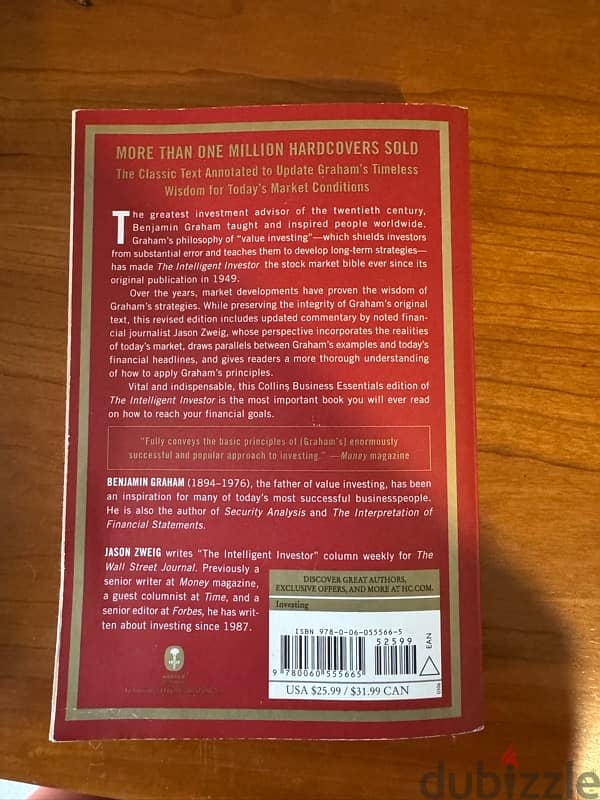 MORE THAN ONE MILLION HARDCOVERS SOLD
The Classic Text Annotated to Update Graham's Timeless
Wisdom for Today's Market Conditions
The greatest investment advisor of the twentieth century,
Benjamin Graham taught and inspired people worldwide.
Graham's philosophy of "value investing"—which shields investors
from substantial error and teaches them to develop long-term strategies—
has made The Intelligent Investor the stock market bible ever since its
original publication in 1949.
Over the years, market developments have proven the wisdom of
Graham's strategies. While preserving the integrity of Graham's original
text, this revised edition includes updated commentary by noted finan-
cial journalist Jason Zweig, whose perspective incorporates the realities
of today's market, draws parallels between Graham's examples and today's
financial headlines, and gives readers a more thorough understanding
of how to apply Graham's principles.
Vital and indispensable, this Collins Business Essentials edition of
The Intelligent Investor is the most important book you will ever read
on how to reach your financial goals.
"Fully conveys the basic principles of [Graham's] enormously
successful and popular approach to investing." —Money magazine
BENJAMIN GRAHAM (1894–1976), the father of value investing, has been
an inspiration for many of today's most successful businesspeople.
He is also the author of Security Analysis and The Interpretation of
Financial Statements.
JASON ZWEIG writes "The Intelligent Investor" column weekly for The
Wall Street Journal. Previously a
senior writer at Money magazine,
a guest columnist at Time, and a
senior editor at Forbes, he has writ-
ten about investing since 1987.
DISCOVER GREAT AUTHORS,
EXCLUSIVE OFFERS, AND MORE AT HC.COM.
Investing
ISBN 978-0-06-055566-5
52599
9 780060 555665
EAN
USA $25.99 / $31.99 CAN
dubizzle